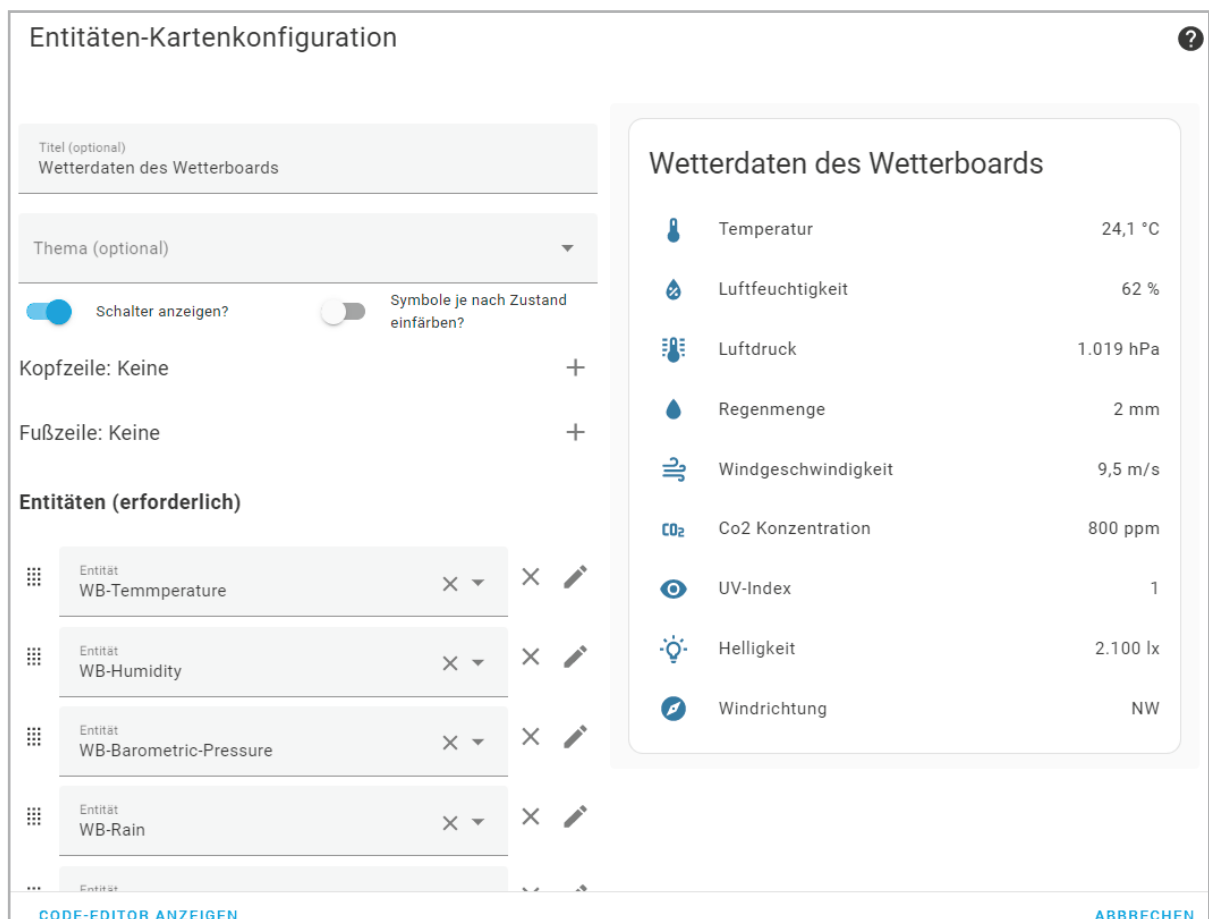 Entitäten-Kartenkonfiguration
Titel (optional)
Wetterdaten des Wetterboards
Thema (optional)
Schalter anzeigen?
Symbole je nach Zustand
einfärben?
Kopfzeile: Keine
Fußzeile: Keine
Entitäten (erforderlich)
Entität
WB-Temmperature
Entität
WB-Humidity
Entität
WB-Barometric-Pressure
Entität
WB-Rain
Entität
Wetterdaten des Wetterboards
Temperatur 24,1 °C
Luftfeuchtigkeit 62 %
Luftdruck 1.019 hPa
Regenmenge 2 mm
Windgeschwindigkeit 9,5 m/s
CO2 Co2 Konzentration 800 ppm
UV-Index 1
Helligkeit 2.100 lx
Windrichtung NW
CODE-EDITOR ANZEIGEN
ABBRECHEN